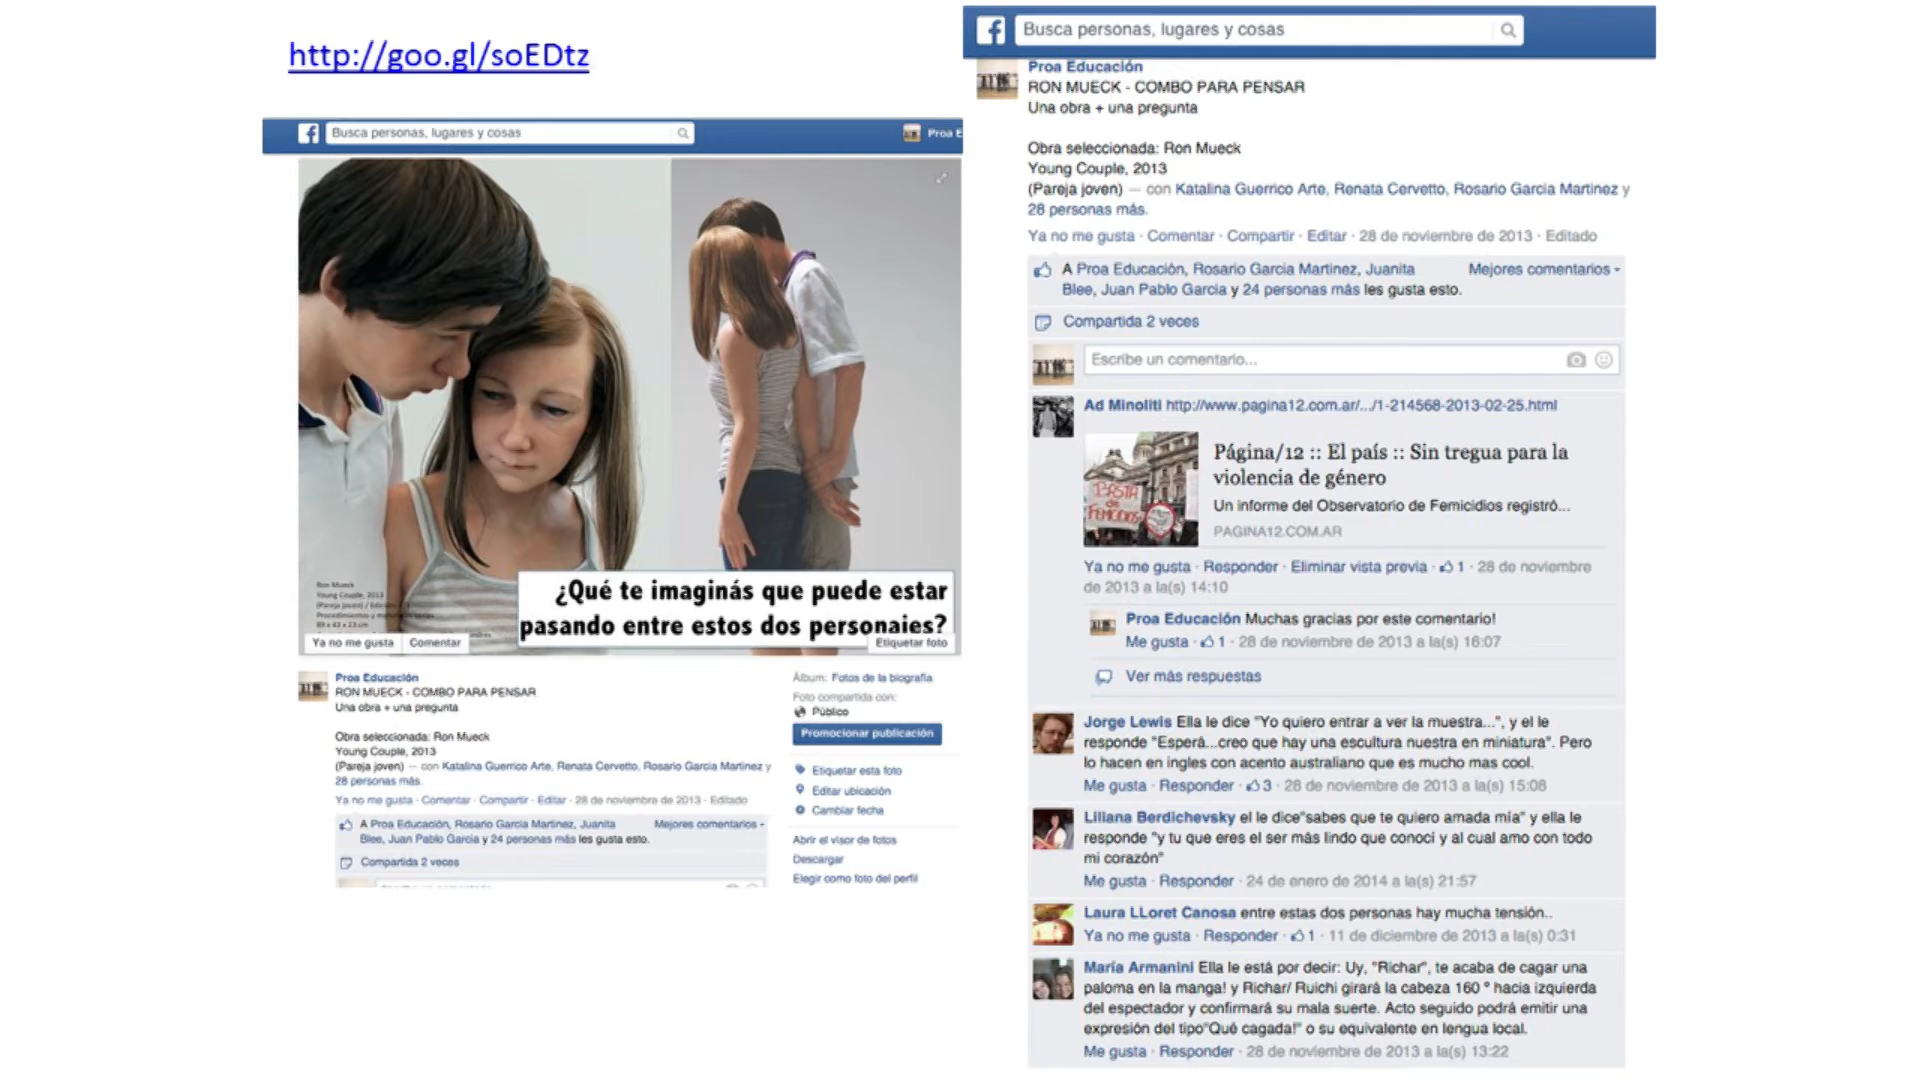 http://goo.gl/soEDtz
Busca personas, lugares y cosas
Proa E
Ron Mueck
Young Couple, 2013
¿Qué te imaginás que puede estar
pasando entre estos dos personajes?
Ya no me gusta Comentar
Etiquetar foto
Proa Educación
RON MUECK - COMBO PARA PENSAR
Una obra + una pregunta
Obra seleccionada: Ron Mueck
Young Couple, 2013
(Pareja joven) — con Katalina Guerrico Arte, Renata Cervetto, Rosario Garcia Martinez y
28 personas más.
Ya no me gusta · Comentar · Compartir · Editar · 28 de noviembre de 2013 · Editado
A Proa Educación, Rosario Garcia Martinez, Juanita
Blee, Juan Pablo Garcia y 24 personas más les gusta esto.
Mejores comentarios
Compartida 2 veces
Álbum: Fotos de la biografía
Foto compartida con:
Público
Promocionar publicación
Etiquetar esta foto
Editar ubicación
Cambiar fecha
Abrir el visor de fotos
Descargar
Elegir como foto del perfil
Busca personas, lugares y cosas
Proa Educación
RON MUECK - COMBO PARA PENSAR
Una obra + una pregunta
Obra seleccionada: Ron Mueck
Young Couple, 2013
(Pareja joven) — con Katalina Guerrico Arte, Renata Cervetto, Rosario Garcia Martinez y
28 personas más.
Ya no me gusta · Comentar · Compartir · Editar · 28 de noviembre de 2013 · Editado
A Proa Educación, Rosario Garcia Martinez, Juanita
Blee, Juan Pablo Garcia y 24 personas más les gusta esto.
Mejores comentarios
Compartida 2 veces
Escribe un comentario...
Ad Minoliti http://www.pagina12.com.ar/.../1-214568-2013-02-25.html
BASTA de FEMICIDIOS
Página/12 :: El país :: Sin tregua para la
violencia de género
Un informe del Observatorio de Femicidios registró...
PAGINA12.COM.AR
Ya no me gusta · Responder · Eliminar vista previa · 1 · 28 de noviembre
de 2013 a la(s) 14:10
Proa Educación Muchas gracias por este comentario!
Me gusta · 1 · 28 de noviembre de 2013 a la(s) 16:07
Ver más respuestas
Jorge Lewis Ella le dice "Yo quiero entrar a ver la muestra...", y el le
responde "Esperá...creo que hay una escultura nuestra en miniatura". Pero
lo hacen en ingles con acento australiano que es mucho mas cool.
Me gusta · Responder · 3 · 28 de noviembre de 2013 a la(s) 15:08
Liliana Berdichevsky el le dice"sabes que te quiero amada mía" y ella le
responde "y tu que eres el ser más lindo que conocí y al cual amo con todo
mi corazón"
Me gusta · Responder · 24 de enero de 2014 a la(s) 21:57
Laura LLoret Canosa entre estas dos personas hay mucha tensión..
Ya no me gusta · Responder · 1 · 11 de diciembre de 2013 a la(s) 0:31
María Armanini Ella le está por decir: Uy, "Richar", te acaba de cagar una
paloma en la manga! y Richar/ Ruichi girará la cabeza 160 º hacia izquierda
del espectador y confirmará su mala suerte. Acto seguido podrá emitir una
expresión del tipo"Qué cagada!" o su equivalente en lengua local.
Me gusta · Responder · 28 de noviembre de 2013 a la(s) 13:22